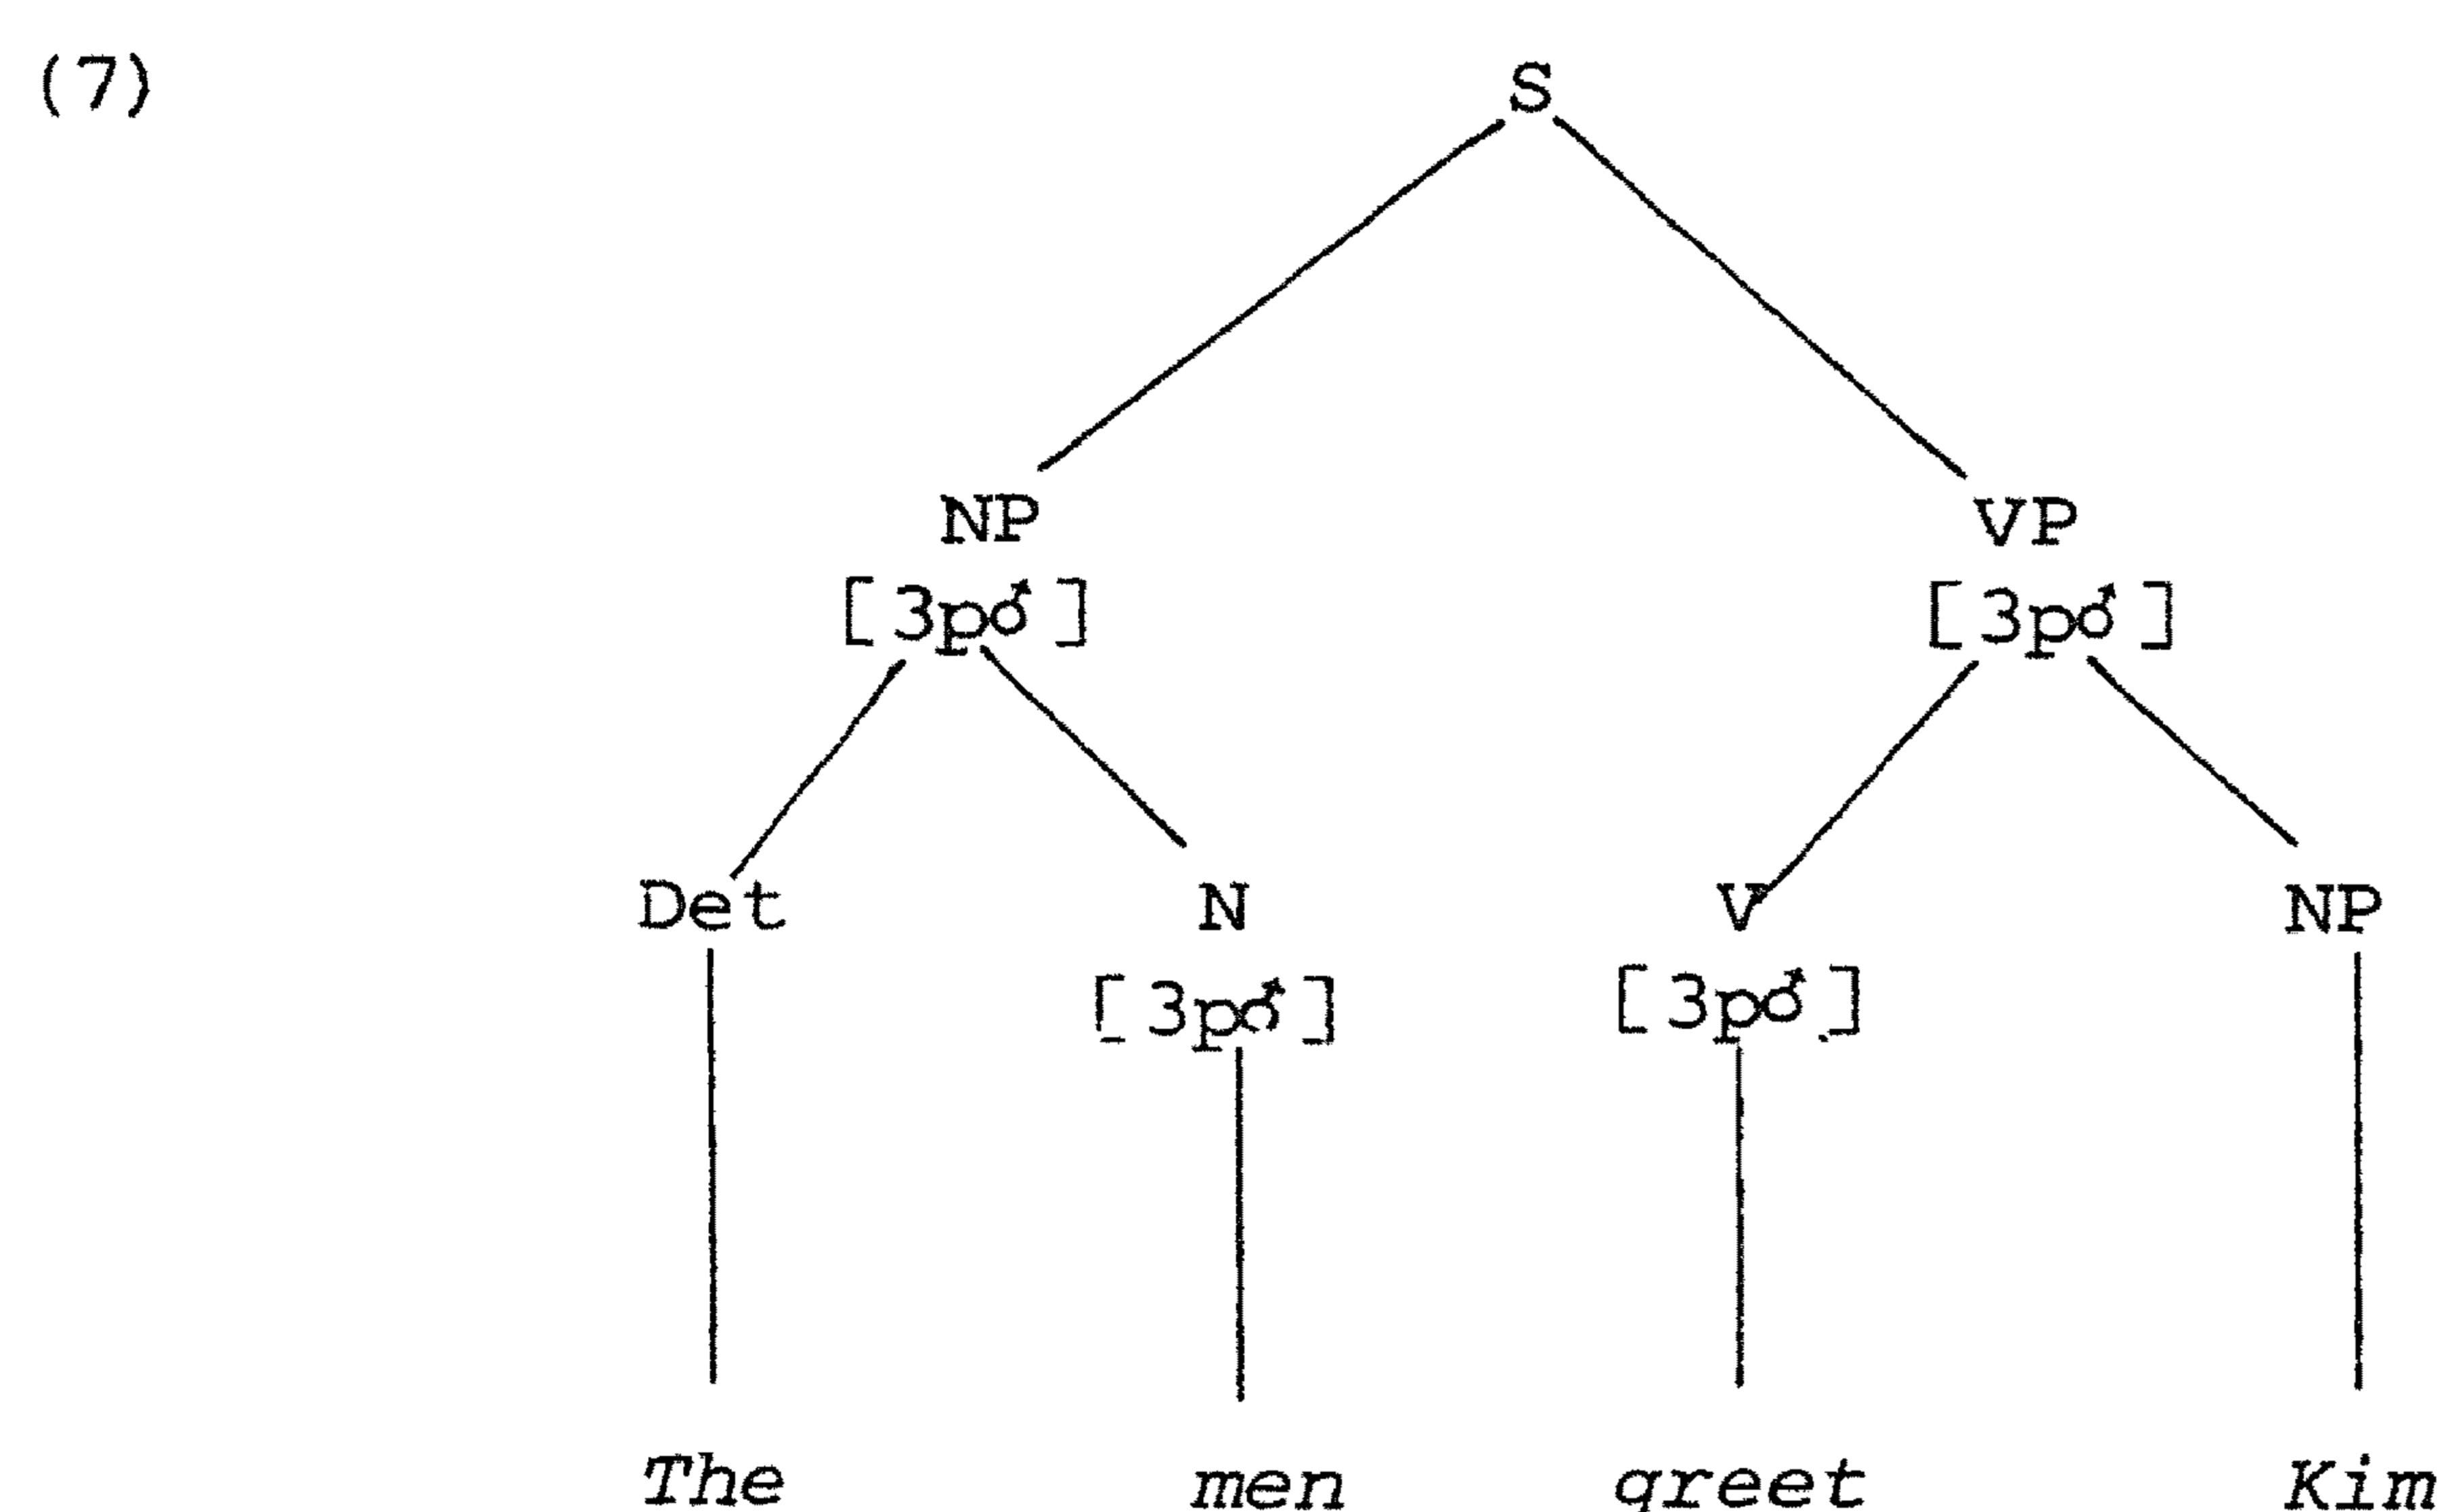 (7) S
NP VP
[3p♂] [3p♂]
Det N V NP
[3p♂] [3p♂]
The men greet Kim